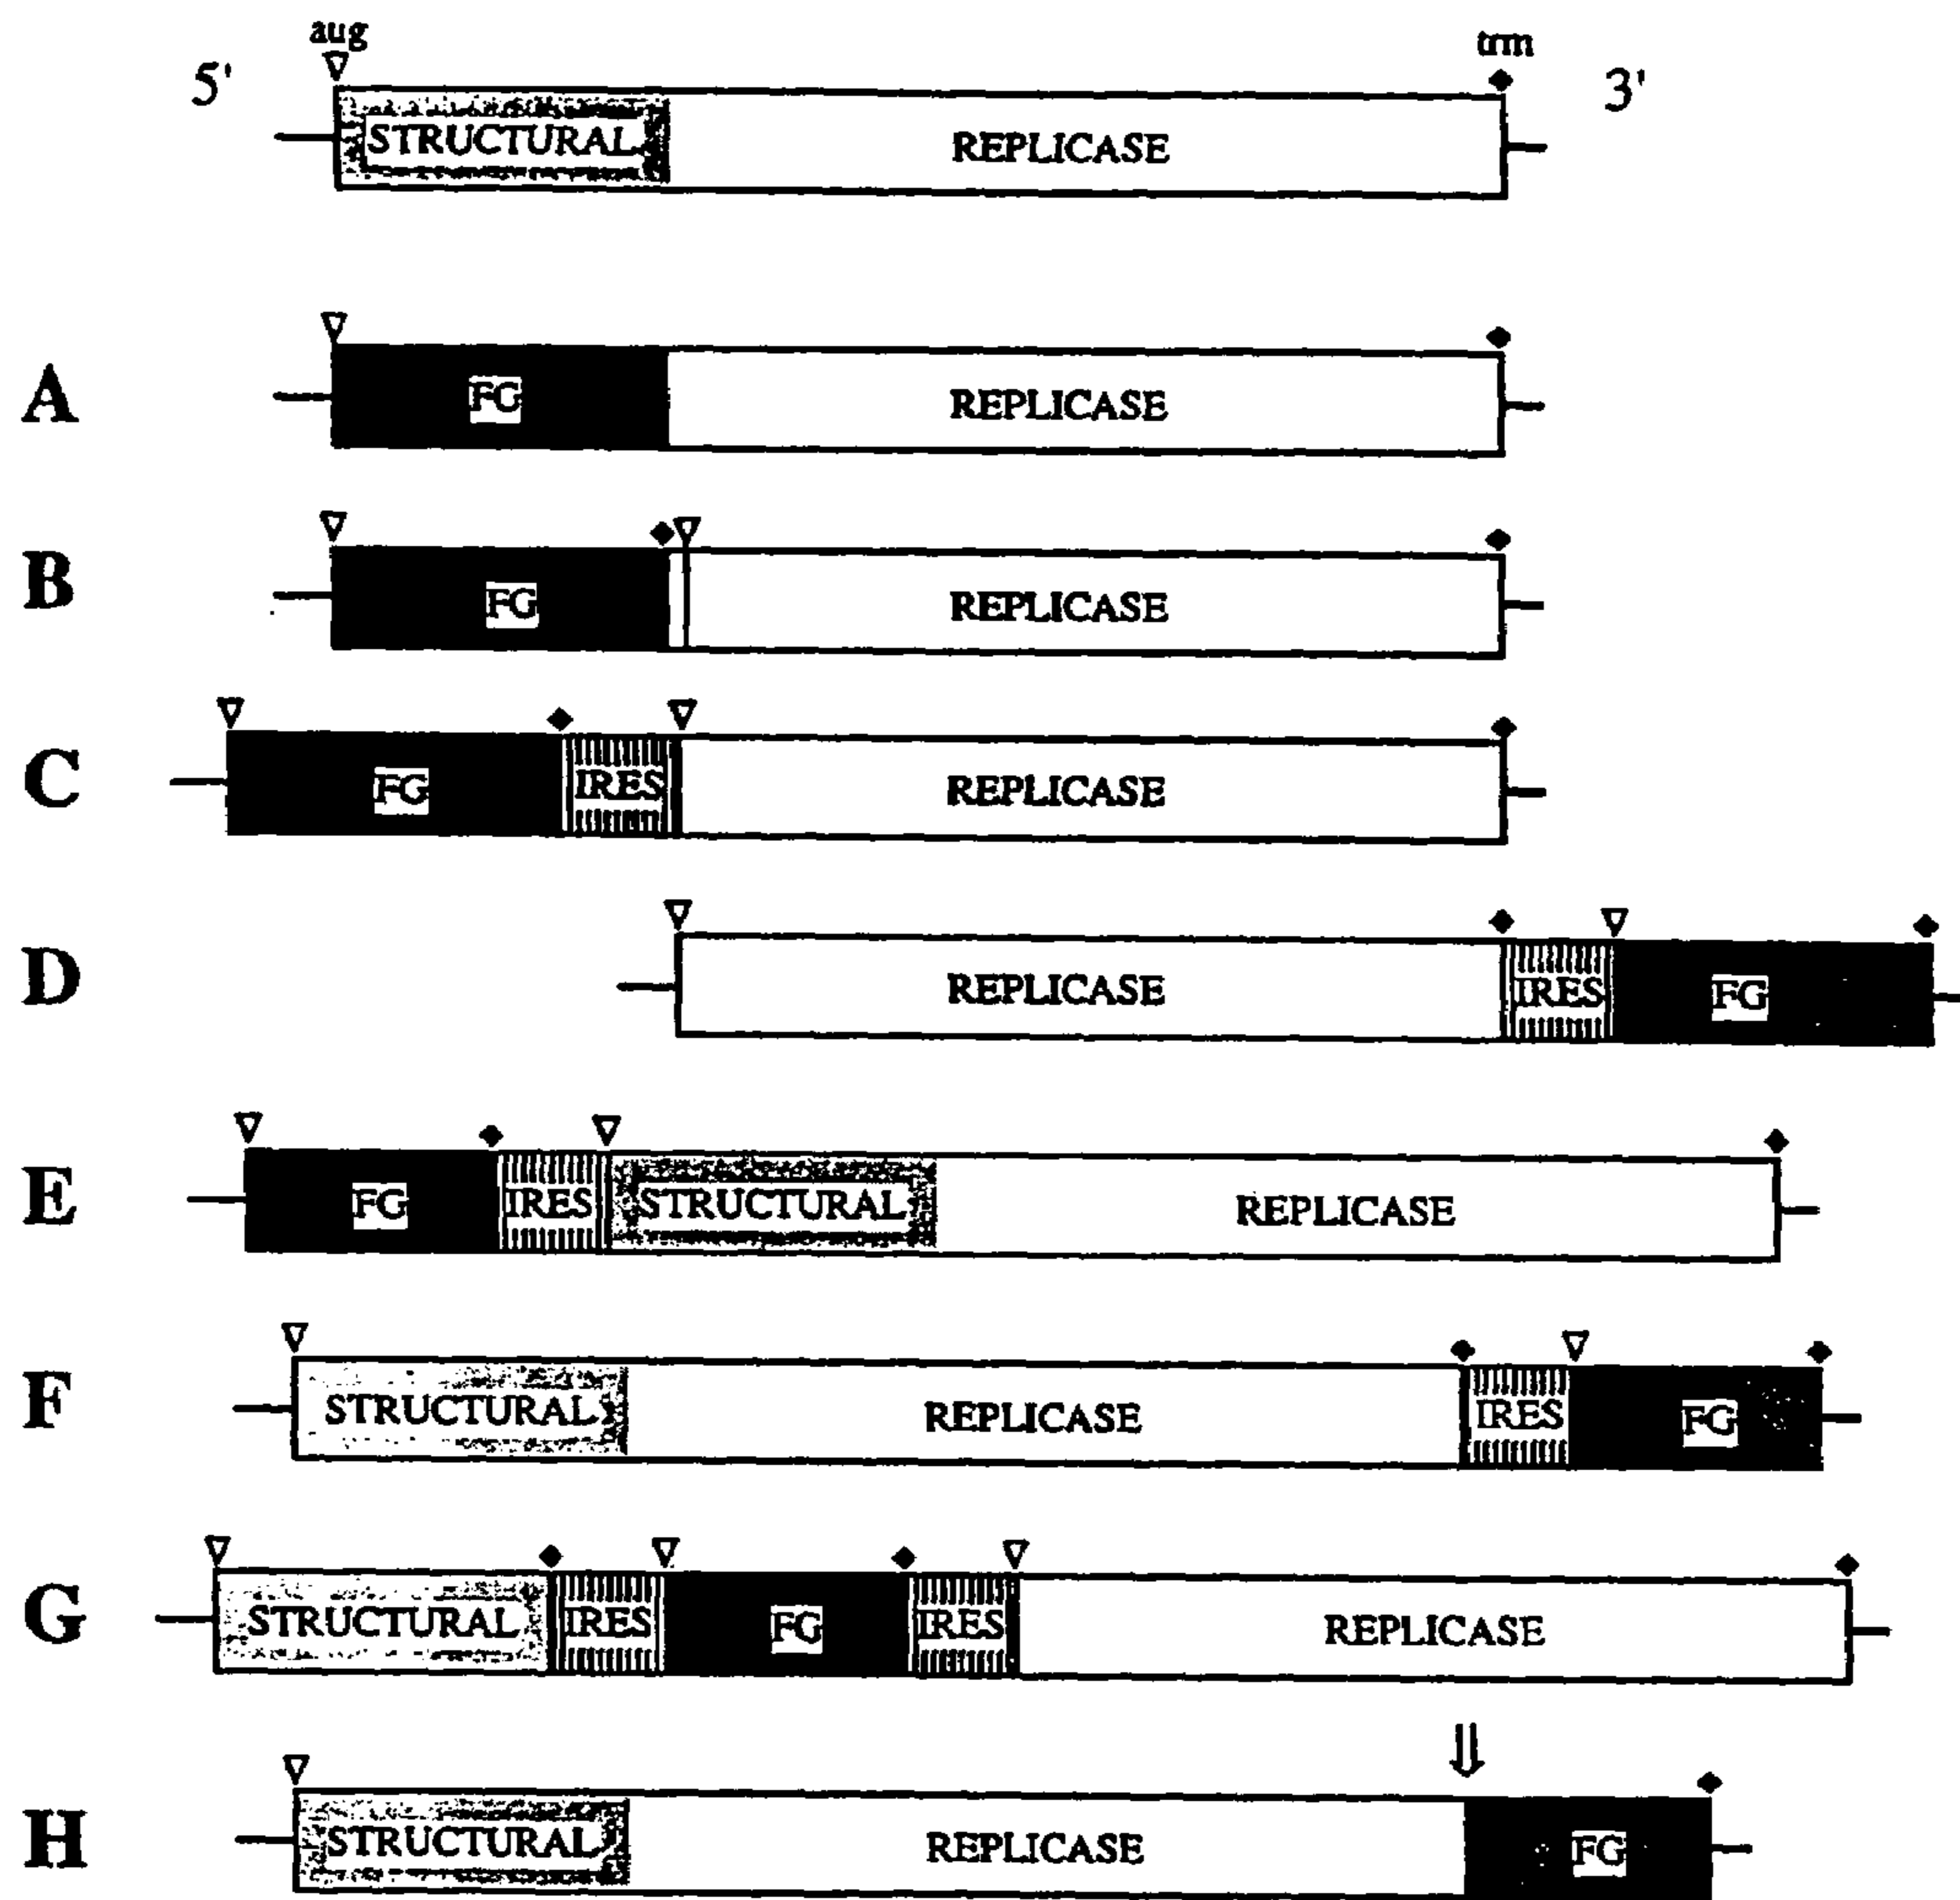 aug trm
5' 3'
STRUCTURAL REPLICASE
A FG REPLICASE
B FG REPLICASE
C FG IRES REPLICASE
D REPLICASE IRES FG
E FG IRES STRUCTURAL REPLICASE
F STRUCTURAL REPLICASE IRES FG
G STRUCTURAL IRES FG IRES REPLICASE
H STRUCTURAL REPLICASE FG